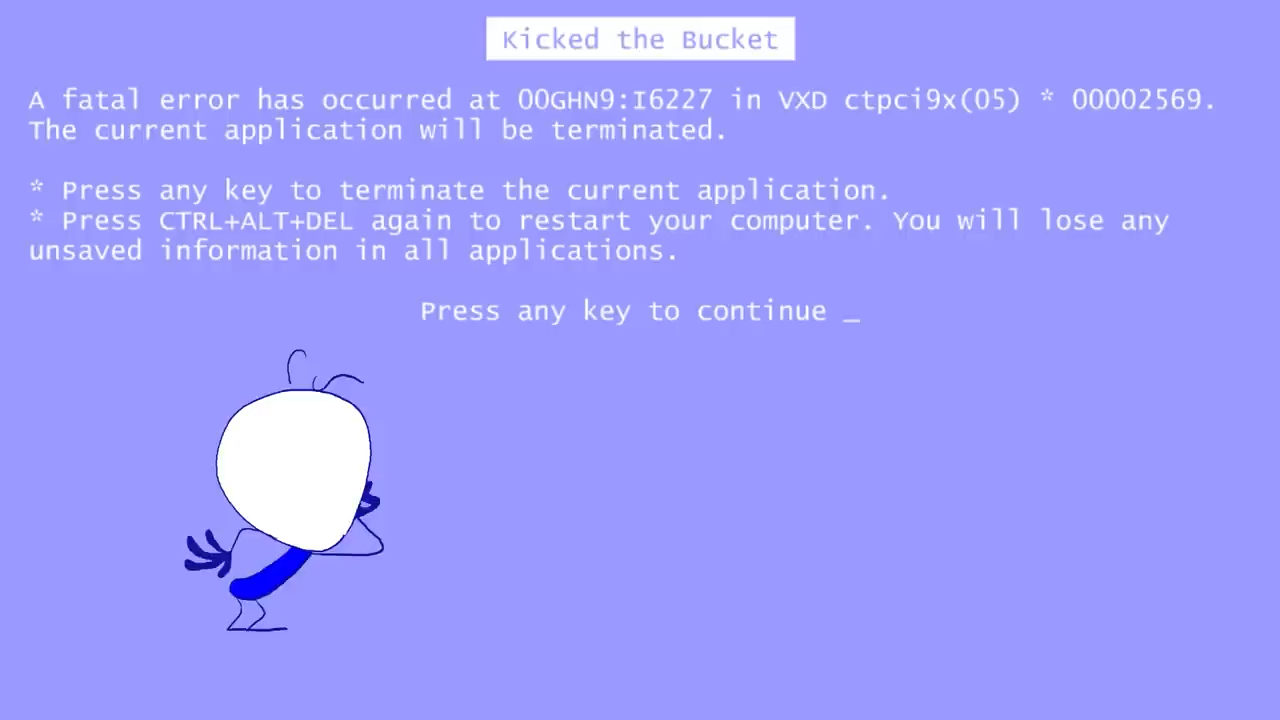 Kicked the Bucket
A fatal error has occurred at 00GHN9:I6227 in VXD ctpci9x(05) * 00002569.
The current application will be terminated.
* Press any key to terminate the current application.
* Press CTRL+ALT+DEL again to restart your computer. You will lose any
unsaved information in all applications.
Press any key to continue _